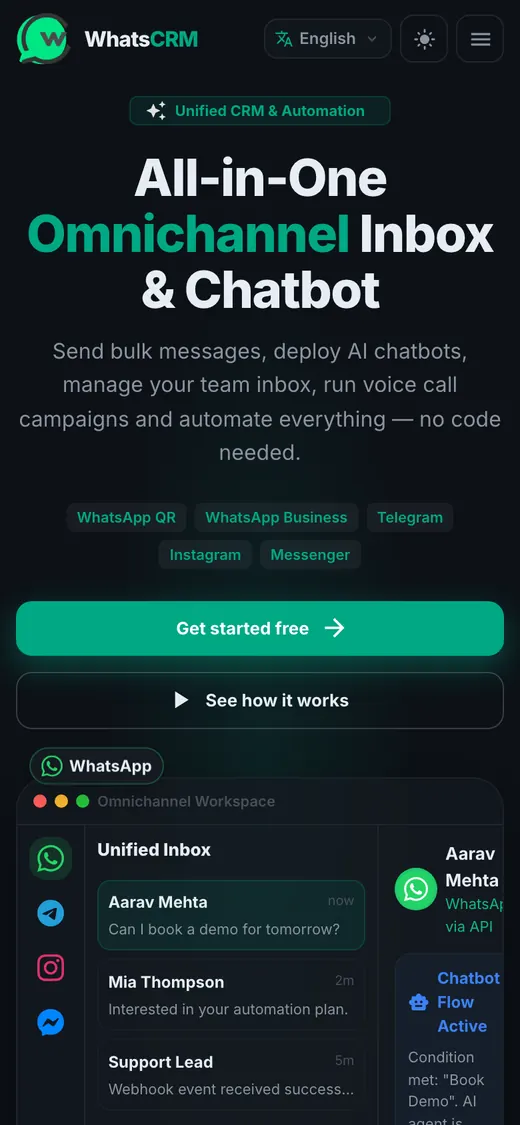 WhatsCRM
English
Unified CRM & Automation
All-in-One
Omnichannel Inbox
& Chatbot
Send bulk messages, deploy AI chatbots,
manage your team inbox, run voice call
campaigns and automate everything — no code
needed.
WhatsApp QR
WhatsApp Business
Telegram
Instagram
Messenger
Get started free
See how it works
WhatsApp
Omnichannel Workspace
Unified Inbox
Aarav Mehta
now
Can I book a demo for tomorrow?
Mia Thompson
2m
Interested in your automation plan.
Support Lead
5m
Webhook event received success...
Aarav
Mehta
WhatsAp
via API
Chatbot
Flow
Active
Condition
met: "Book
Demo". AI
agent is